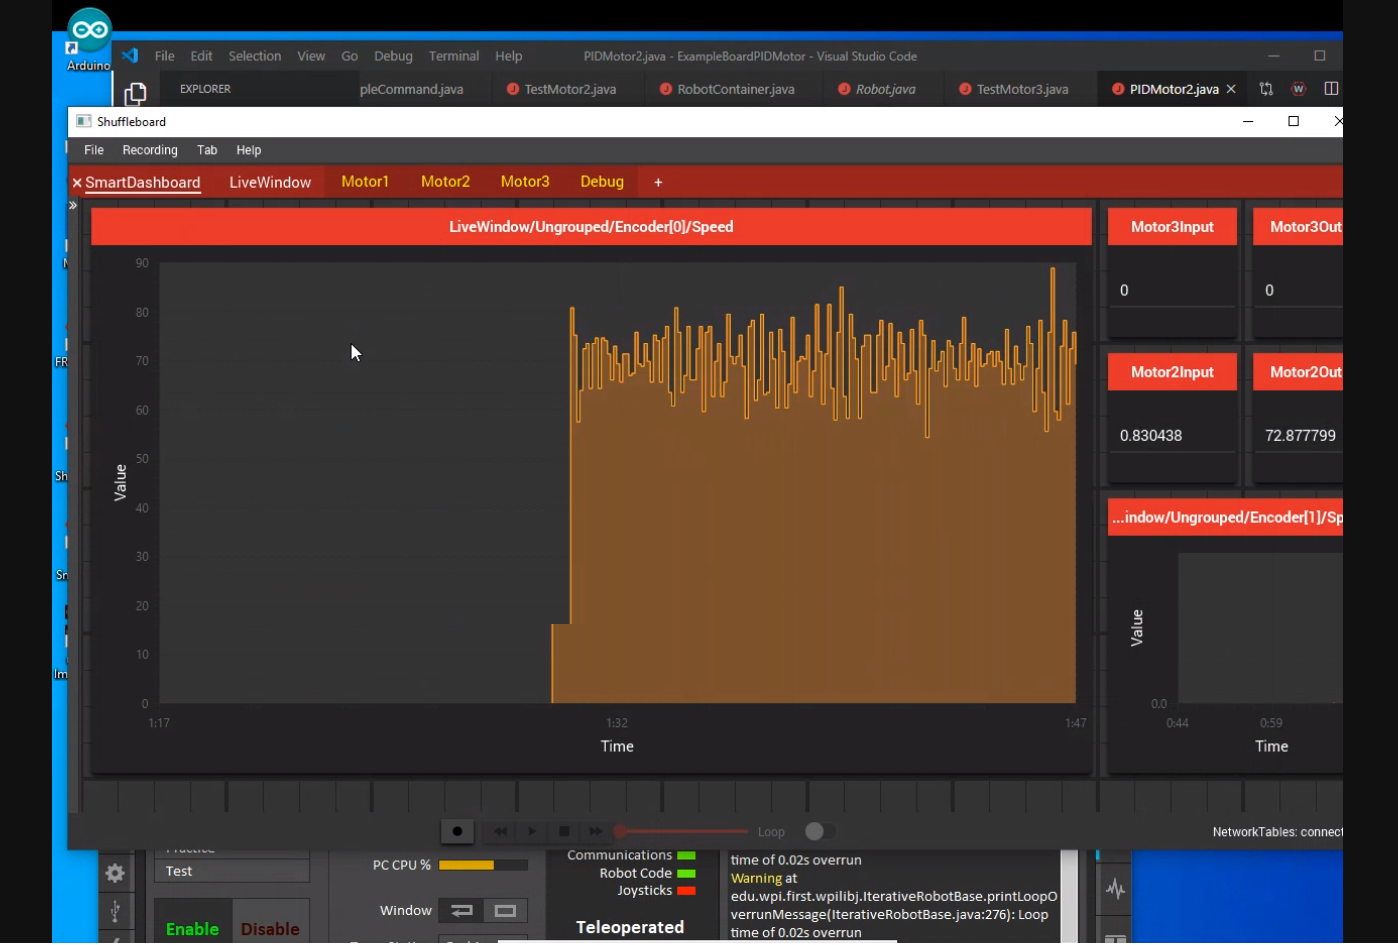 Arduino
File Edit Selection View Go Debug Terminal Help PIDMotor2.java - ExampleBoardPIDMotor - Visual Studio Code
EXPLORER pleCommand.java TestMotor2.java RobotContainer.java Robot.java TestMotor3.java PIDMotor2.java
Shuffleboard
File Recording Tab Help
SmartDashboard LiveWindow Motor1 Motor2 Motor3 Debug +
LiveWindow/Ungrouped/Encoder[0]/Speed
90
80
70
60
50
40
30
20
10
0
Value
1:17 1:32 1:47
Time
Motor3Input Motor3Out
0 0
Motor2Input Motor2Out
0.830438 72.877799
...indow/Ungrouped/Encoder[1]/Sp
Value
0.0
0:44 0:59
Time
FR
Sh
Sn
Im
Loop
NetworkTables: connect
Test
Enable Disable
PC CPU %
Window
Communications
Robot Code
Joysticks
Teleoperated
time of 0.02s overrun
Warning at
edu.wpi.first.wpilibj.IterativeRobotBase.printLoopO
verrunMessage(IterativeRobotBase.java:276): Loop
time of 0.02s overrun